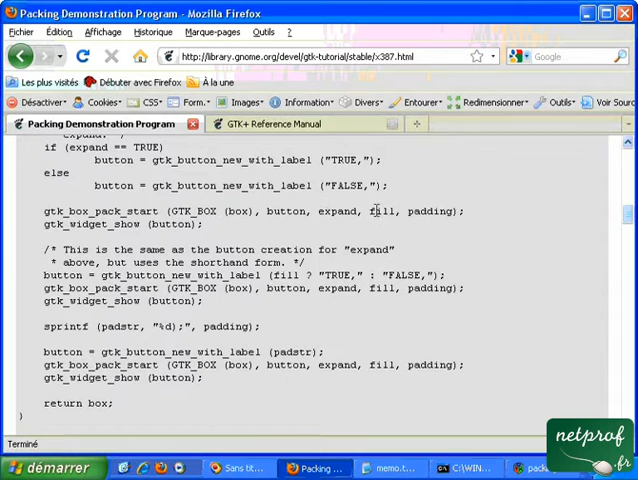 Packing Demonstration Program - Mozilla Firefox
Fichier Édition Affichage Historique Marque-pages Outils ?
http://library.gnome.org/devel/gtk-tutorial/stable/x387.html
Google
Les plus visités Débuter avec Firefox À la une
Désactiver Cookies CSS Form. Images Information Divers Entourer Redimensionner Outils Voir Sour
Packing Demonstration Program GTK+ Reference Manual
expand. */
if (expand == TRUE)
button = gtk_button_new_with_label ("TRUE,");
else
button = gtk_button_new_with_label ("FALSE,");
gtk_box_pack_start (GTK_BOX (box), button, expand, fill, padding);
gtk_widget_show (button);
/* This is the same as the button creation for "expand"
* above, but uses the shorthand form. */
button = gtk_button_new_with_label (fill ? "TRUE," : "FALSE,");
gtk_box_pack_start (GTK_BOX (box), button, expand, fill, padding);
gtk_widget_show (button);
sprintf (padstr, "%d);", padding);
button = gtk_button_new_with_label (padstr);
gtk_box_pack_start (GTK_BOX (box), button, expand, fill, padding);
gtk_widget_show (button);
return box;
}
Terminé
netprof
.fr
démarrer Sans tit... Packing ... memo.t... C:\WIN... pack